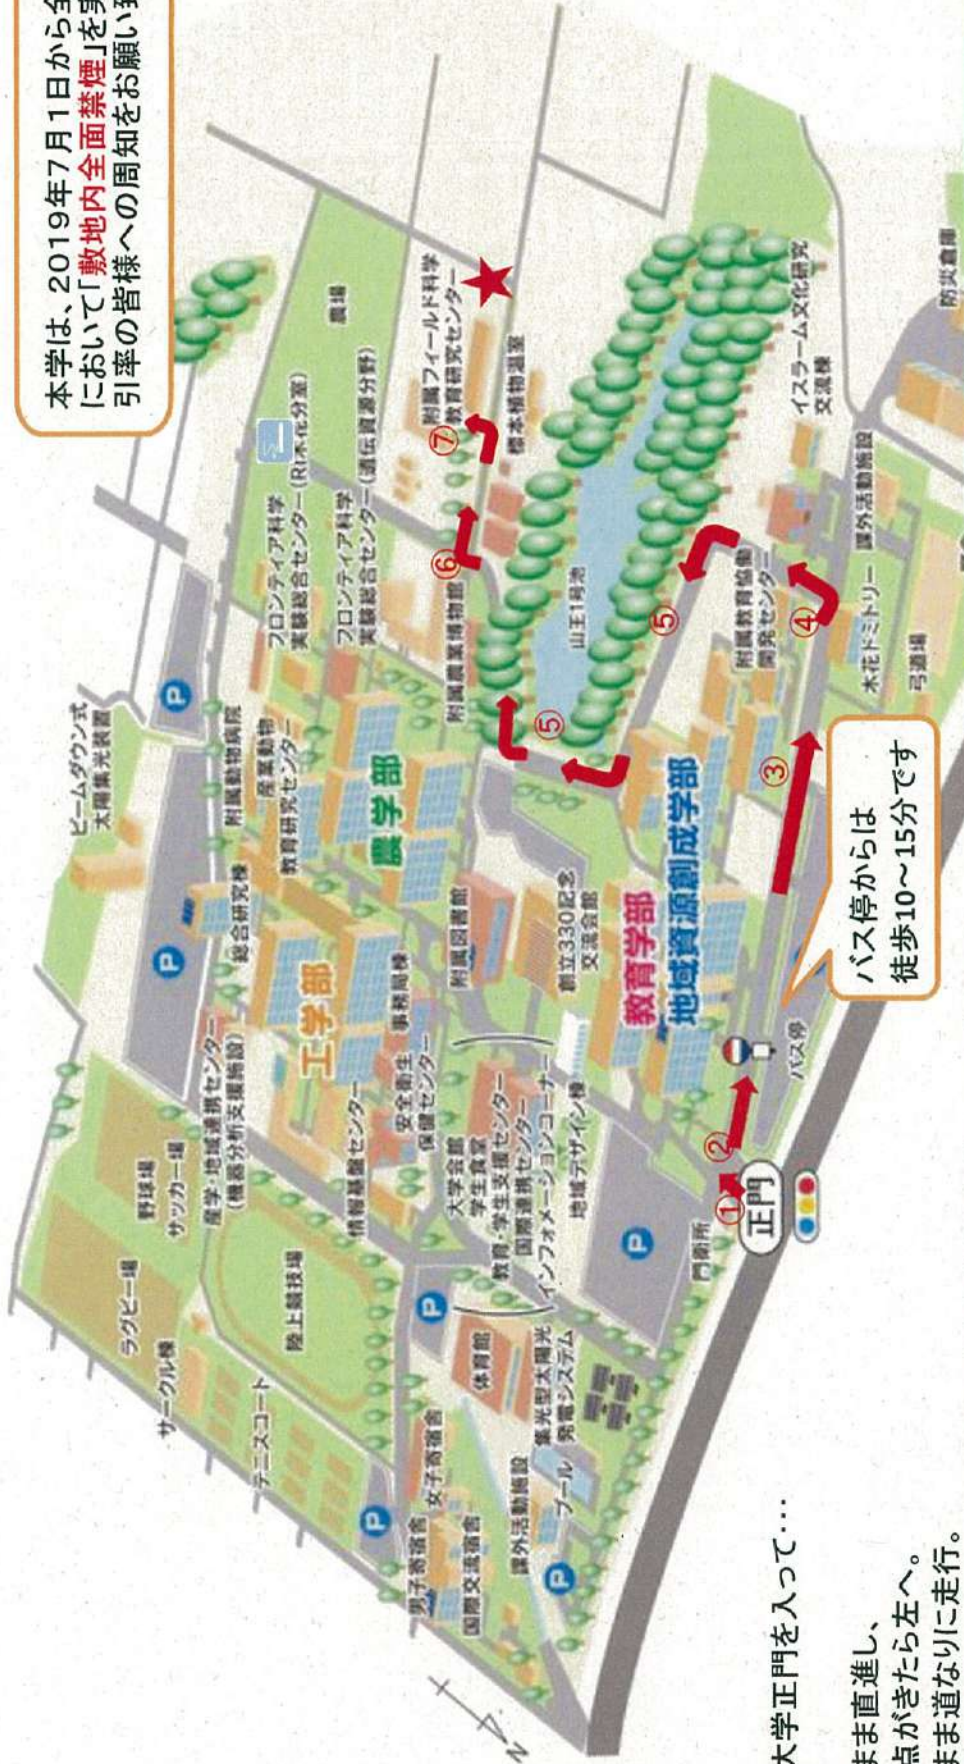 本学は、2019年7月1日から全
において「敷地内全面禁煙」を実
引率の皆様への周知をお願い致
ビームダウン式
太陽集光装置
P
P
附属動物病院
産業動物
教育研究センター
総合研究棟
フロンティア科学
実験総合センター(RI木花分室)
フロンティア科学
実験総合センター(遺伝資源分野)
農場
附属フィールド科学
教育研究センター
標本植物温室
附属農業博物館
⑦
⑥
農学部
工学部
ラグビー場
野球場
サッカー場
サークル棟
産学・地域連携センター
(機器分析支援施設)
テニスコート
陸上競技場
情報基盤センター
安全衛生
保健センター
事務局棟
附属図書館
創立330記念
交流会館
大学会館
学生食堂
教育・学生支援センター
国際連携センター
インフォメーションコーナー
地域デザイン棟
P
P
P
P
体育館
集光型太陽光
発電システム
男子寄宿舎
女子寄宿舎
国際交流宿舎
課外活動施設
プール
N
山王1号池
⑤
⑤
教育学部
地域資源創成学部
附属教育協働
開発センター
④
③
イスラーム文化研究
交流棟
課外活動施設
木花ドミトリー
弓道場
防災倉庫
門衛所
①
②
正門
バス停
バス停からは
徒歩10～15分です
大学正門を入って･･･
まま直進し、
点がきたら左へ。
まま道なりに走行。